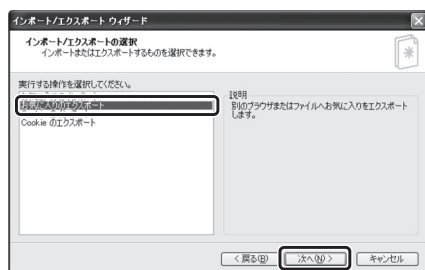 インポート/エクスポート ウィザード
インポート/エクスポートの選択
インポートまたはエクスポートするものを選択できます。
実行する操作を選択してください。
お気に入りのエクスポート
Cookie のエクスポート
説明
別のブラウザまたはファイルへお気に入りをエクスポート
します。
< 戻る(B)
次へ(N) >
キャンセル